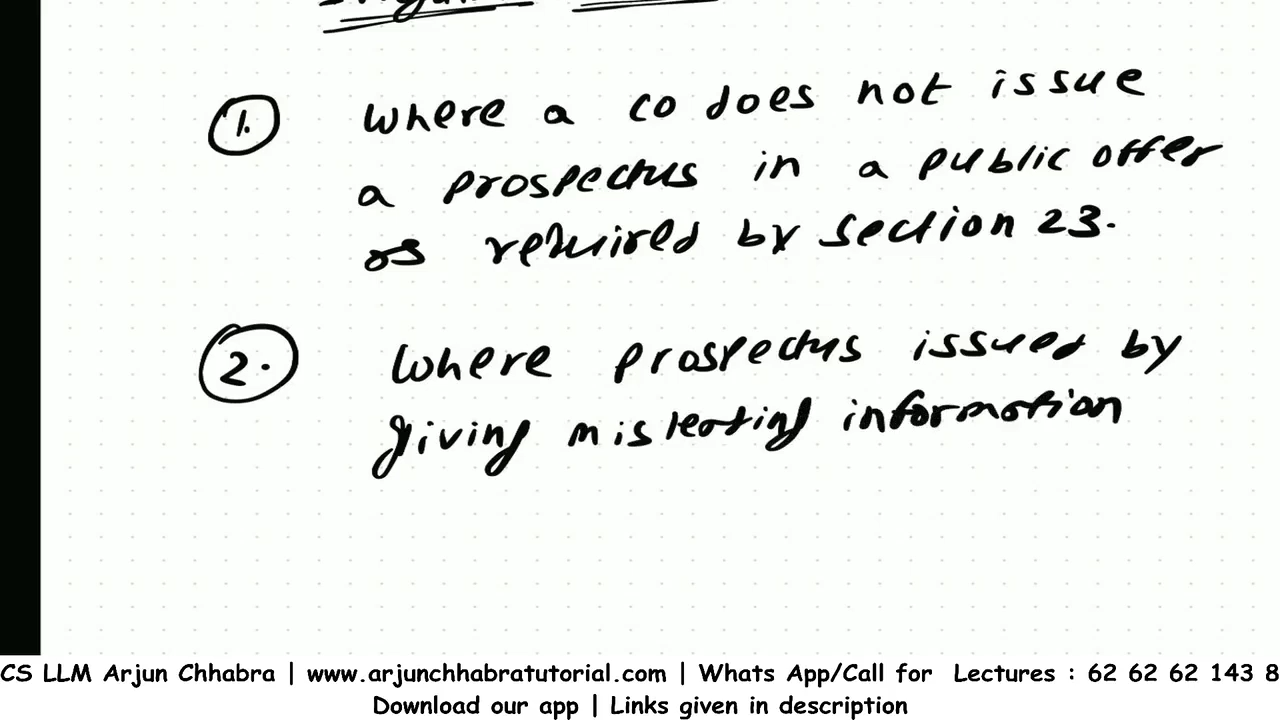 1. where a co does not issue
a prospectus in a public offer
as required by section 23.
2. where prospectus issued by
giving misleating information
CS LLM Arjun Chhabra | www.arjunchhabratutorial.com | Whats App/Call for Lectures : 62 62 62 143 8
Download our app | Links given in description